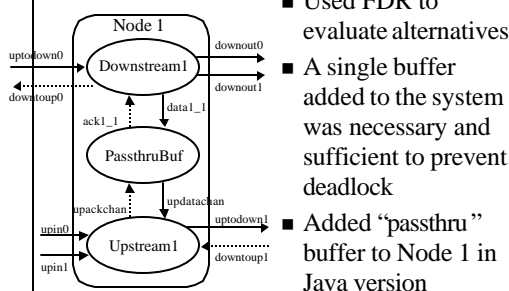 Node 1
uptodown0
downtoup0
Downstream1
downout0
downout1
ack1_1
data1_1
PassthruBuf
upackchan
updatachan
upin0
upin1
Upstream1
uptodown1
downtoup1
■ Used FDR to
evaluate alternatives
■ A single buffer
added to the system
was necessary and
sufficient to prevent
deadlock
■ Added “passthru”
buffer to Node 1 in
Java version